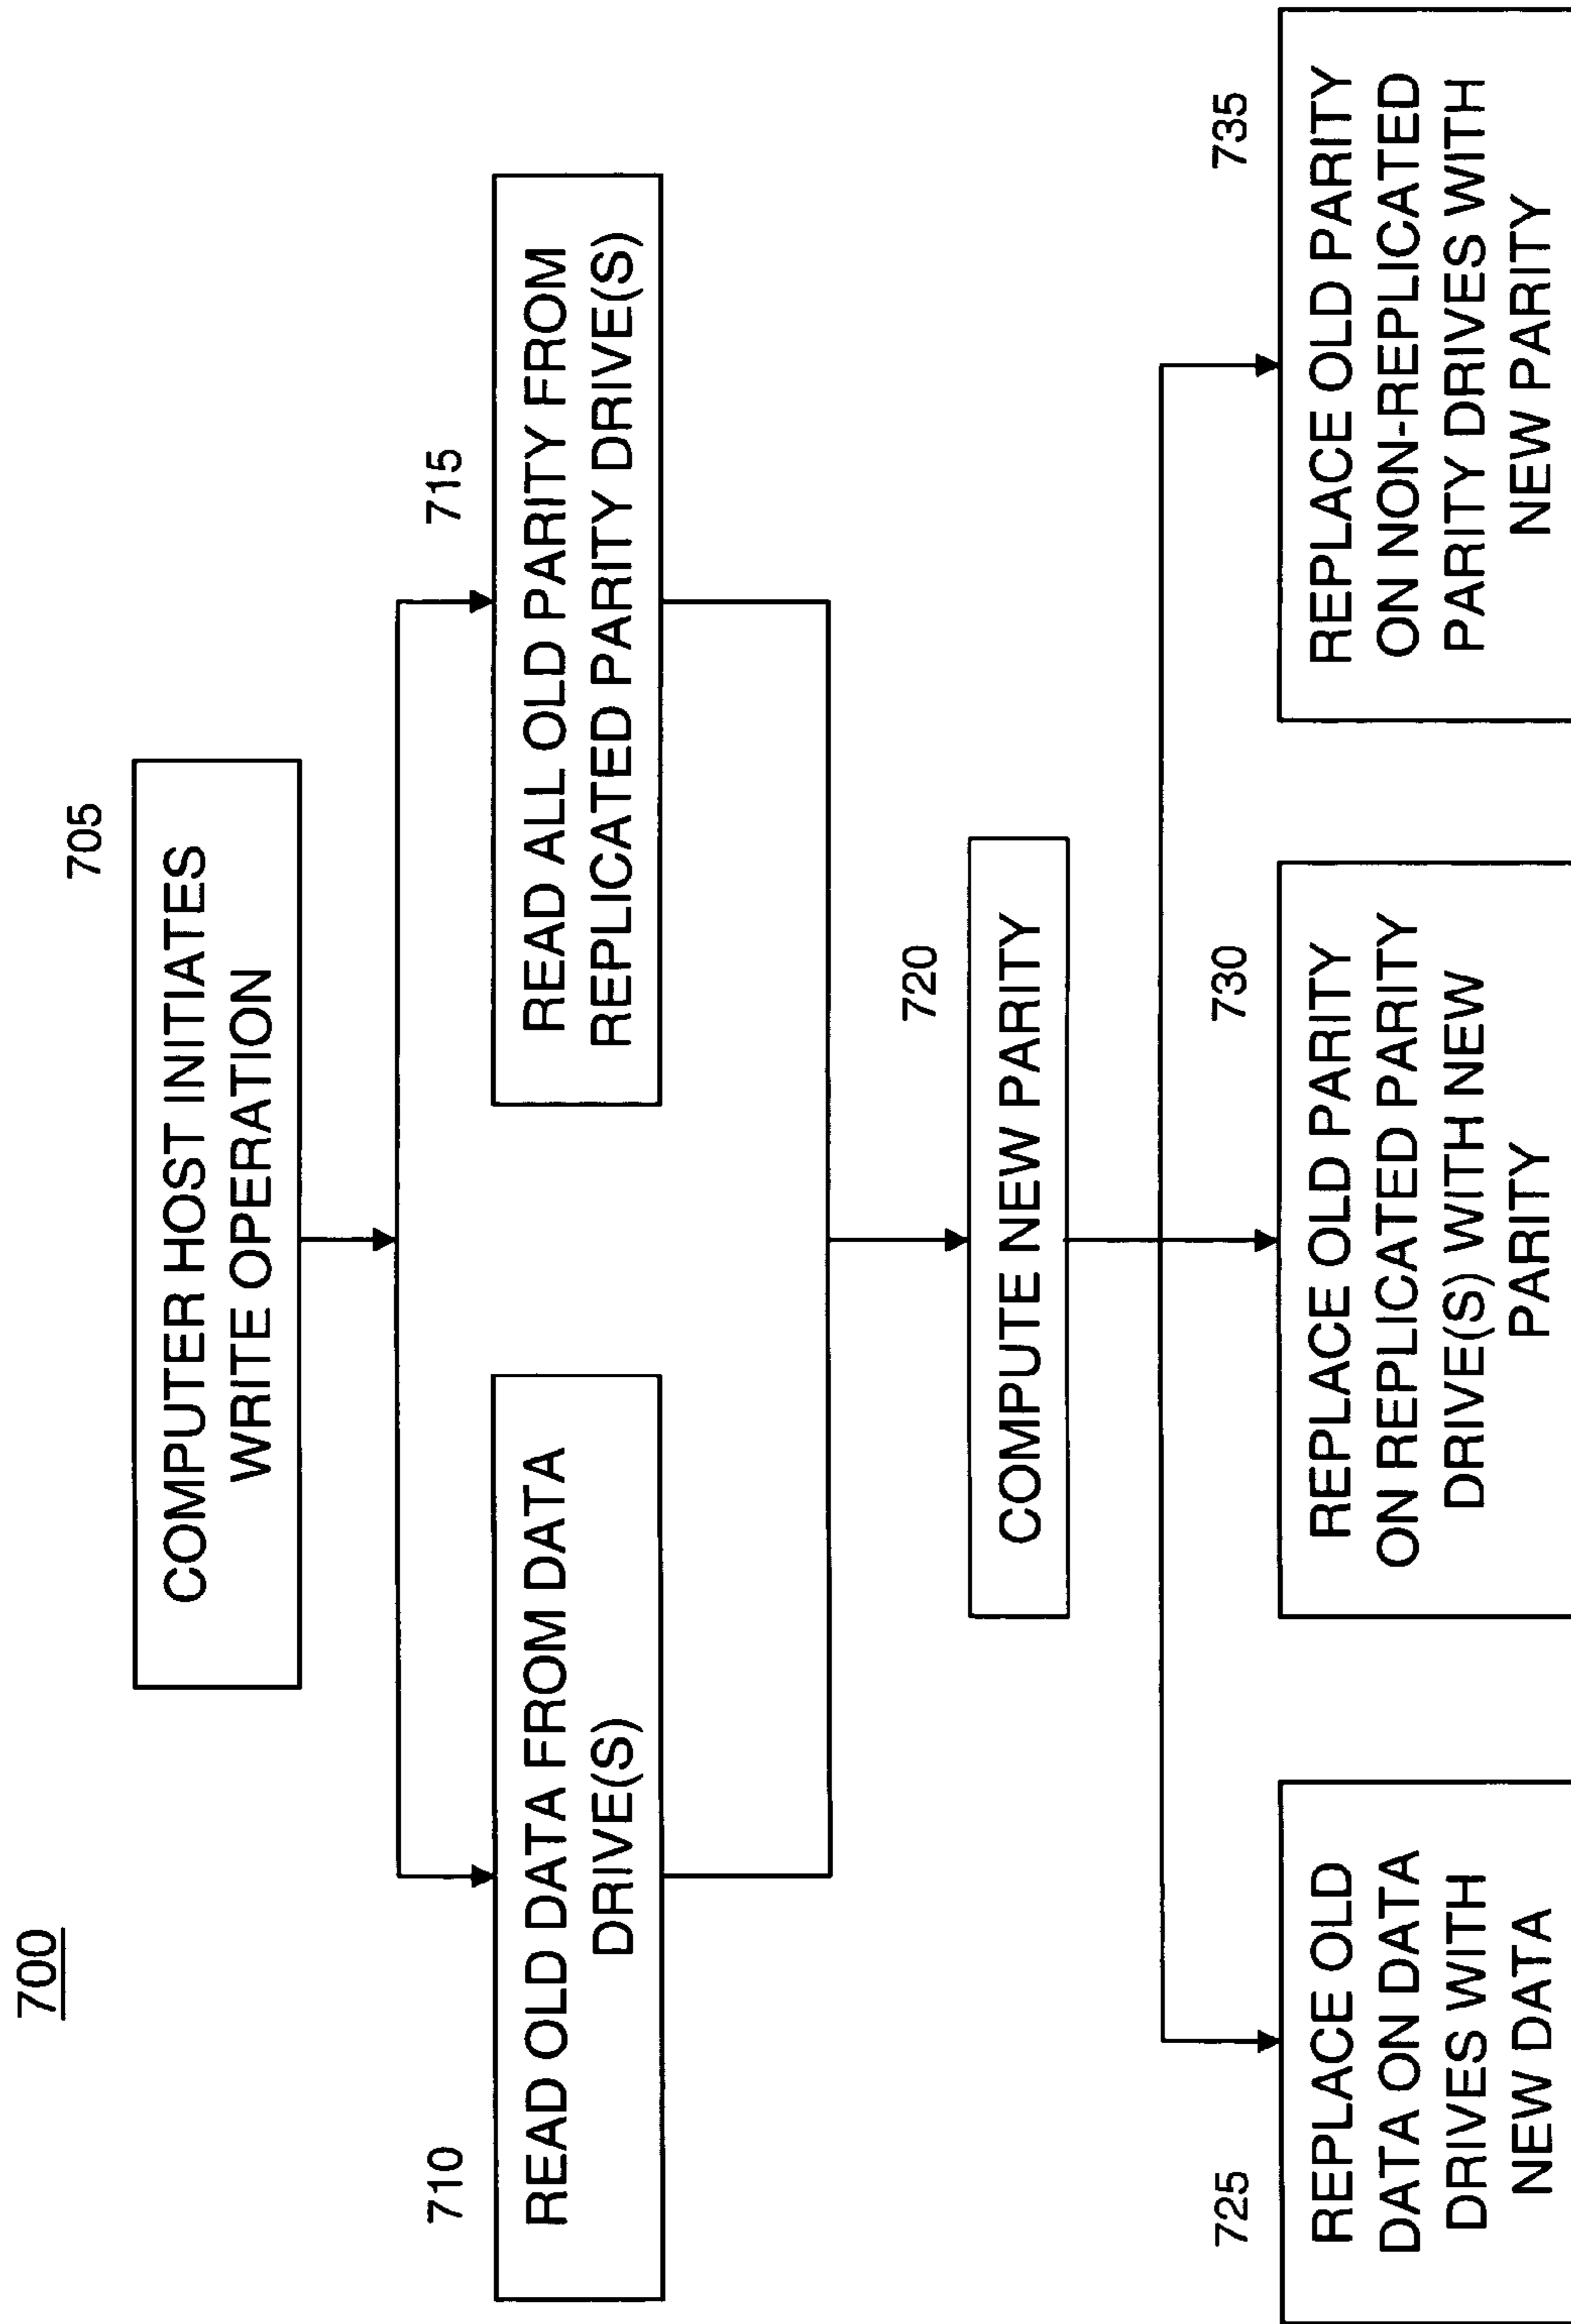 700
705
COMPUTER HOST INITIATES
WRITE OPERATION
710
READ OLD DATA FROM DATA
DRIVE(S)
715
READ ALL OLD PARITY FROM
REPLICATED PARITY DRIVE(S)
720
COMPUTE NEW PARITY
725
REPLACE OLD
DATA ON DATA
DRIVES WITH
NEW DATA
730
REPLACE OLD PARITY
ON REPLICATED PARITY
DRIVE(S) WITH NEW
PARITY
735
REPLACE OLD PARITY
ON NON-REPLICATED
PARITY DRIVES WITH
NEW PARITY